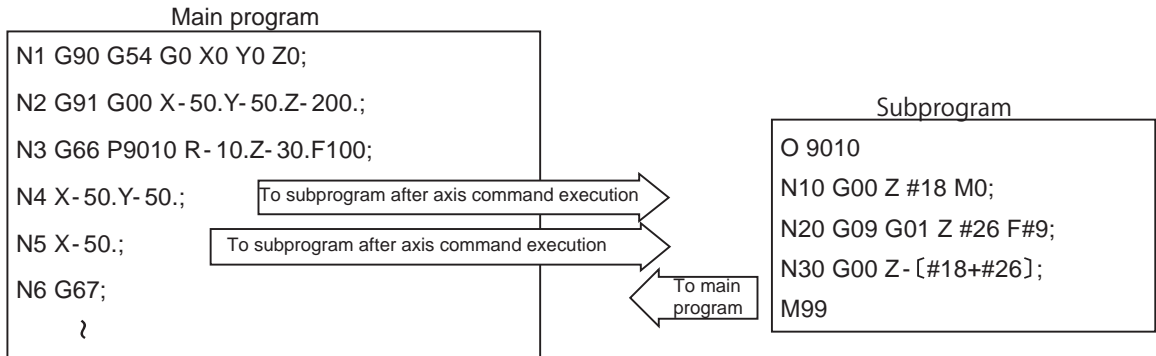 Main program
N1 G90 G54 G0 X0 Y0 Z0;
N2 G91 G00 X-50.Y-50.Z-200.;
N3 G66 P9010 R-10.Z-30.F100;
N4 X-50.Y-50.;
To subprogram after axis command execution
N5 X-50.;
To subprogram after axis command execution
N6 G67;
~
To main
program
Subprogram
O 9010
N10 G00 Z #18 M0;
N20 G09 G01 Z #26 F#9;
N30 G00 Z-〔#18+#26〕;
M99